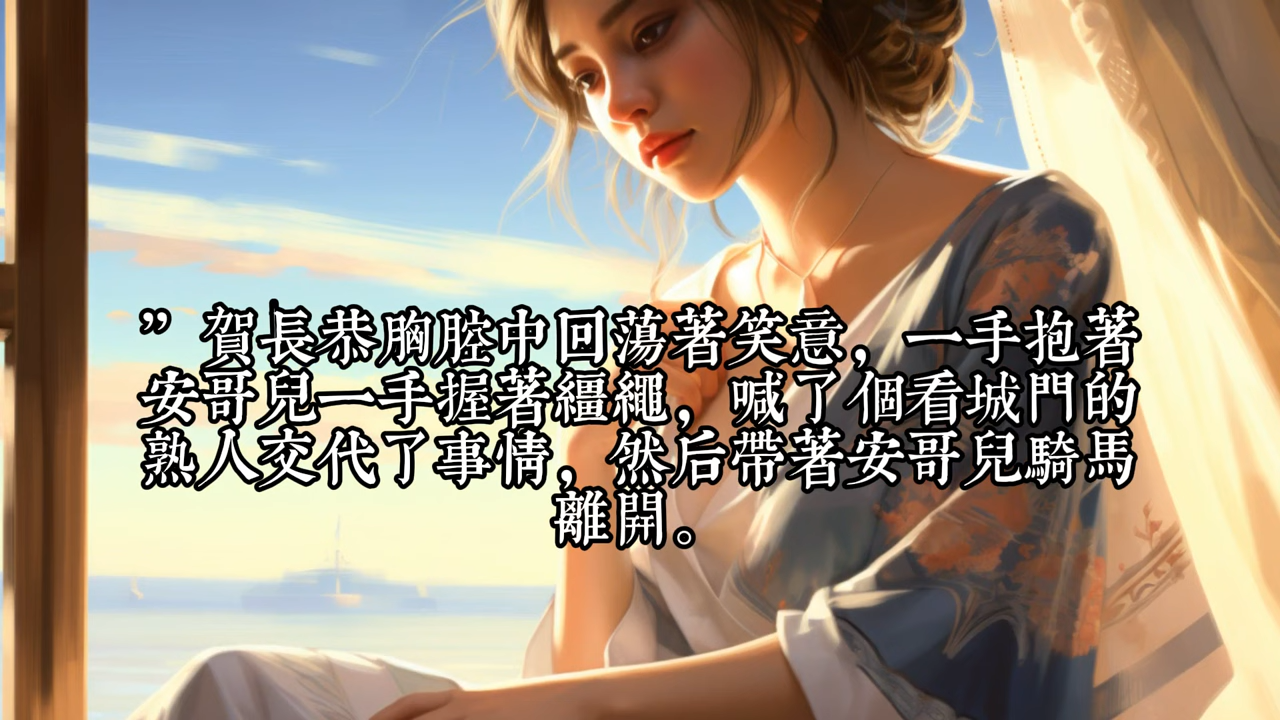 ”賀長恭胸腔中回蕩著笑意，一手抱著
安哥兒一手握著繮繩，喊了個看城門的
熟人交代了事情，然后帶著安哥兒騎馬
離開。